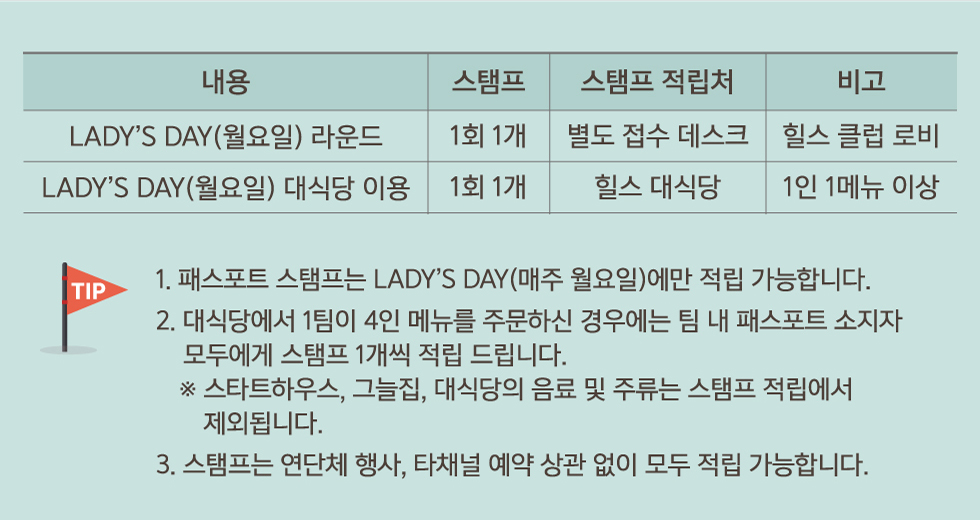 내용 스탬프 스탬프 적립처 비고
LADY'S DAY(월요일) 라운드 1회 1개 별도 접수 데스크 힐스 클럽 로비
LADY'S DAY(월요일) 대식당 이용 1회 1개 힐스 대식당 1인 1메뉴 이상
TIP
1. 패스포트 스탬프는 LADY'S DAY(매주 월요일)에만 적립 가능합니다.
2. 대식당에서 1팀이 4인 메뉴를 주문하신 경우에는 팀 내 패스포트 소지자
모두에게 스탬프 1개씩 적립 드립니다.
※ 스타트하우스, 그늘집, 대식당의 음료 및 주류는 스탬프 적립에서
제외됩니다.
3. 스탬프는 연단체 행사, 타채널 예약 상관 없이 모두 적립 가능합니다.